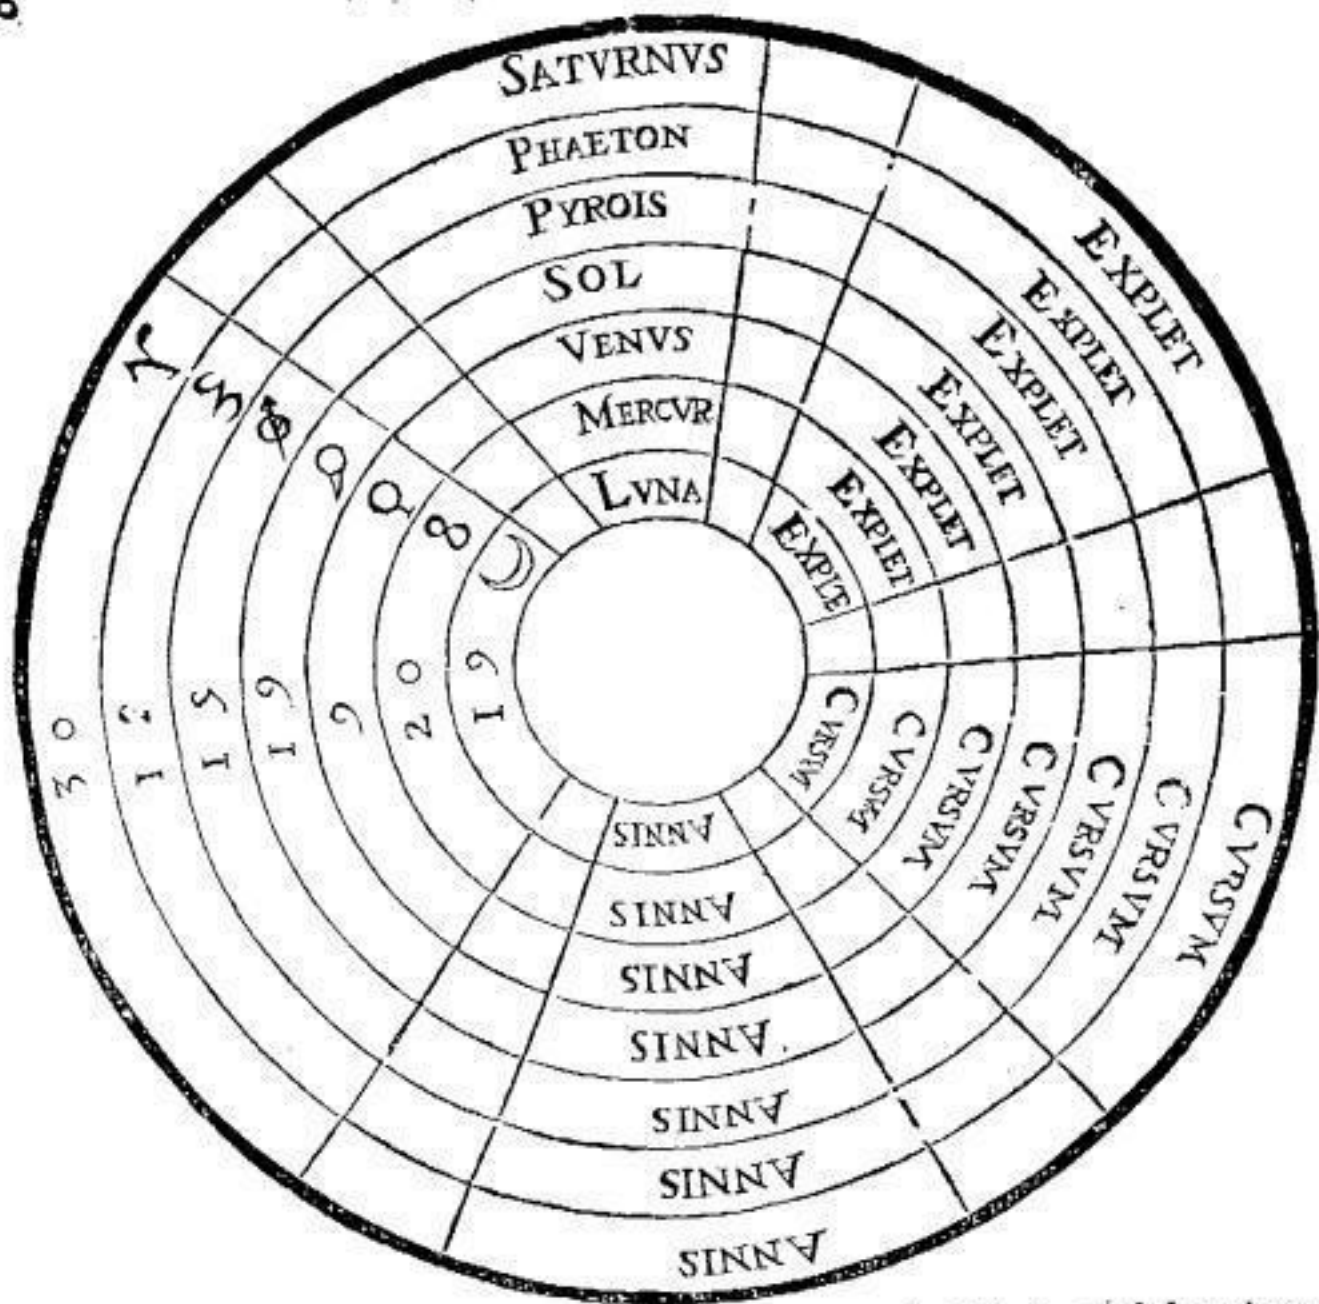 SATVRNVS EXPLET CVRSVM ANNIS 30
PHAETON EXPLET CVRSVM ANNIS 12
PYROIS EXPLET CVRSVM ANNIS 15
SOL EXPLET CVRSVM ANNIS 19
VENVS EXPLET CVRSVM ANNIS 9
MERCVR EXPLET CVRSVM ANNIS 20
LVNA EXPLE CVRSVM ANNIS 19